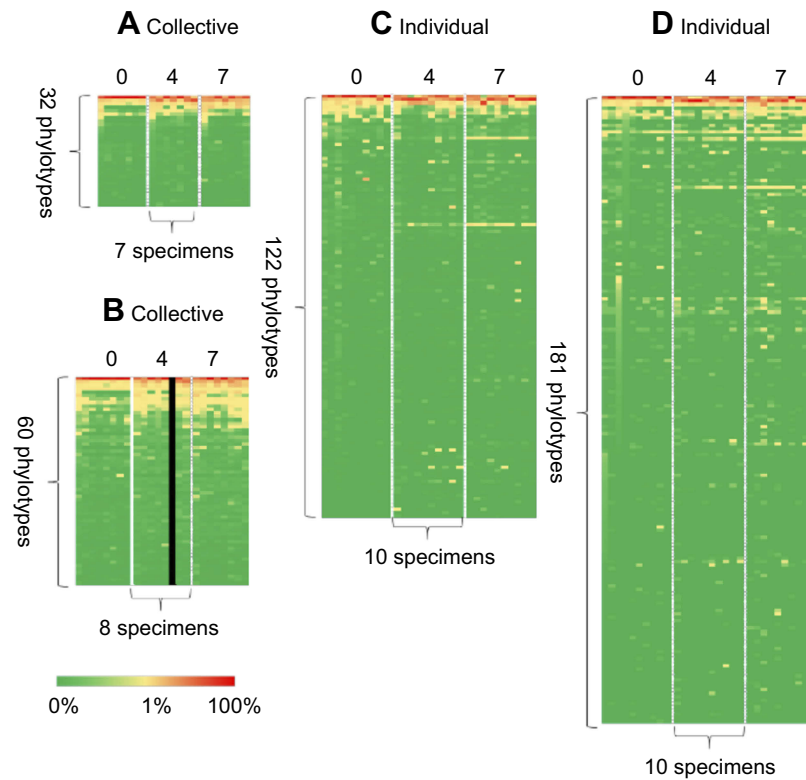 A Collective
0 4 7
32 phylotypes
7 specimens
B Collective
0 4 7
60 phylotypes
8 specimens
0% 1% 100%
C Individual
0 4 7
122 phylotypes
10 specimens
D Individual
0 4 7
181 phylotypes
10 specimens